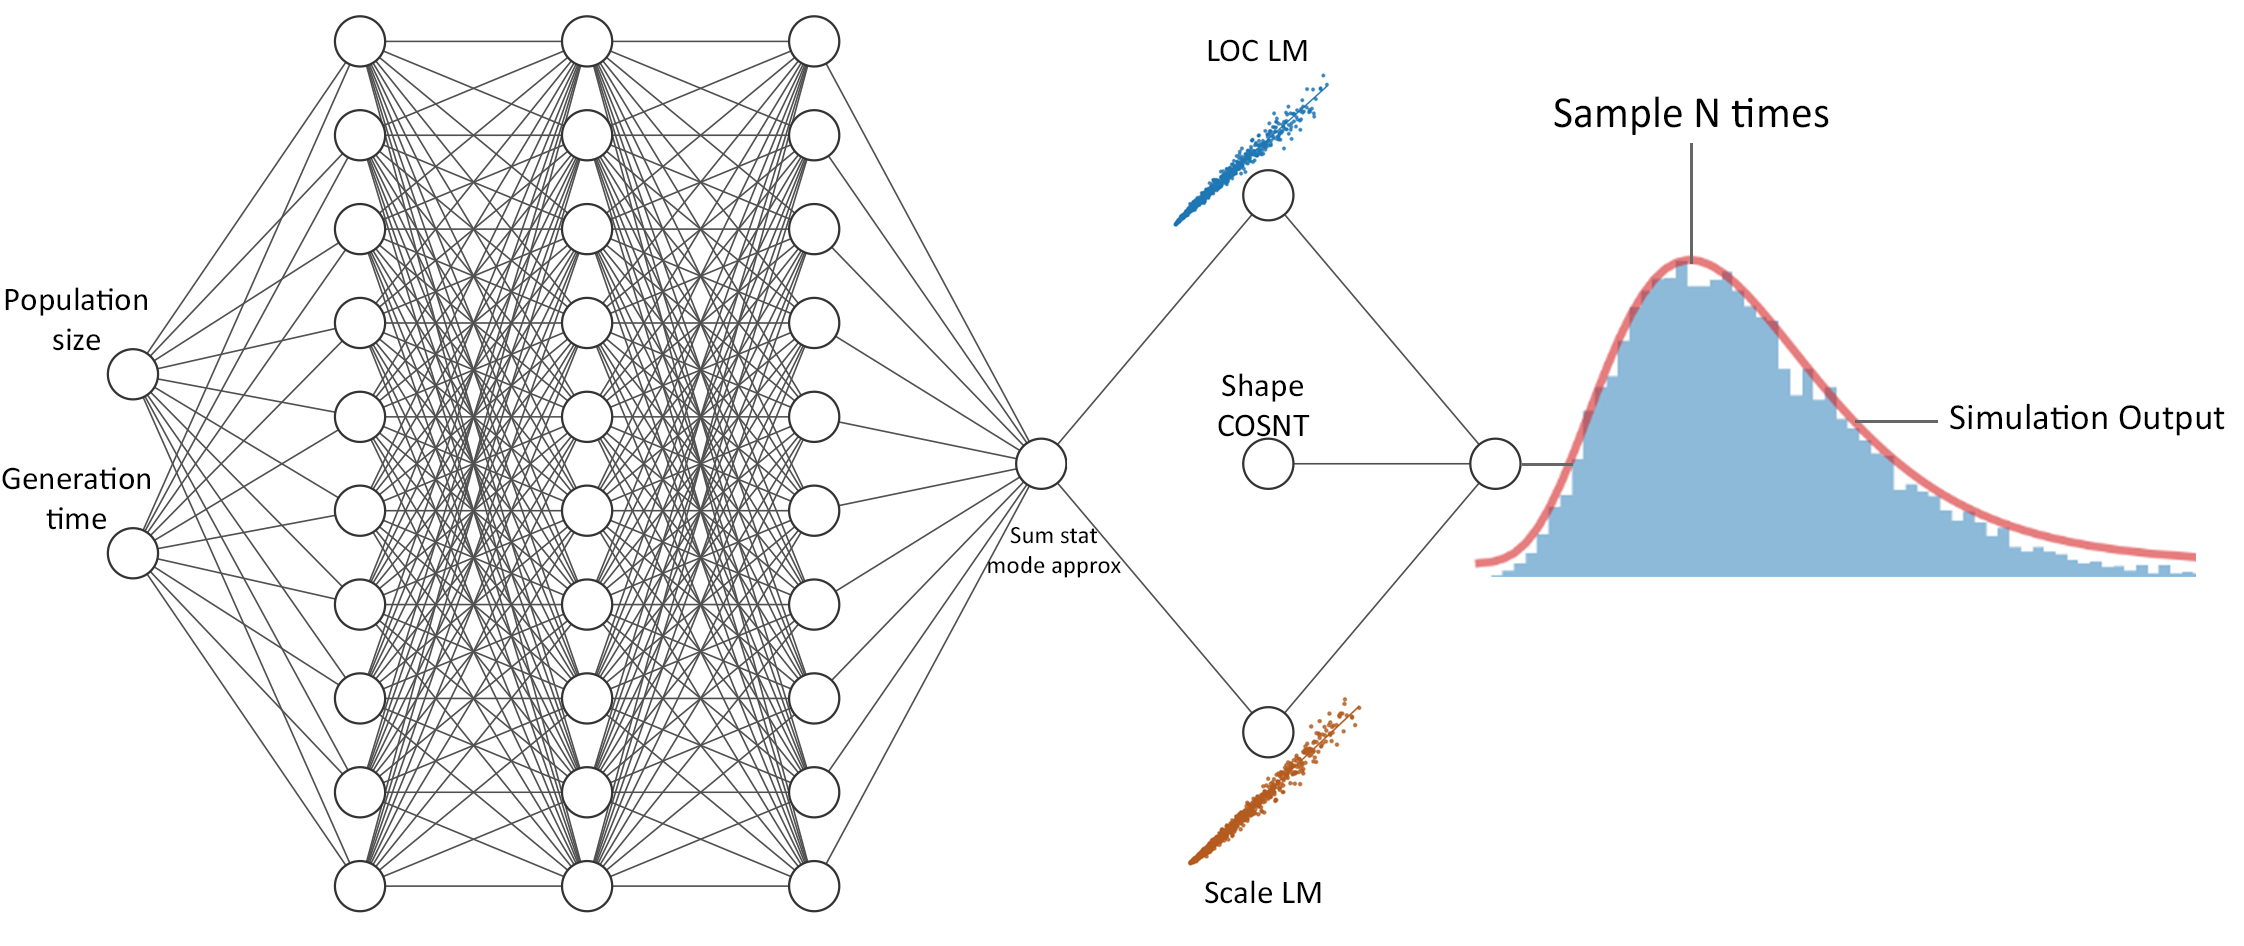 Population
size
Generation
time
Sum stat
mode approx
LOC LM
Shape
COSNT
Scale LM
Sample N times
Simulation Output